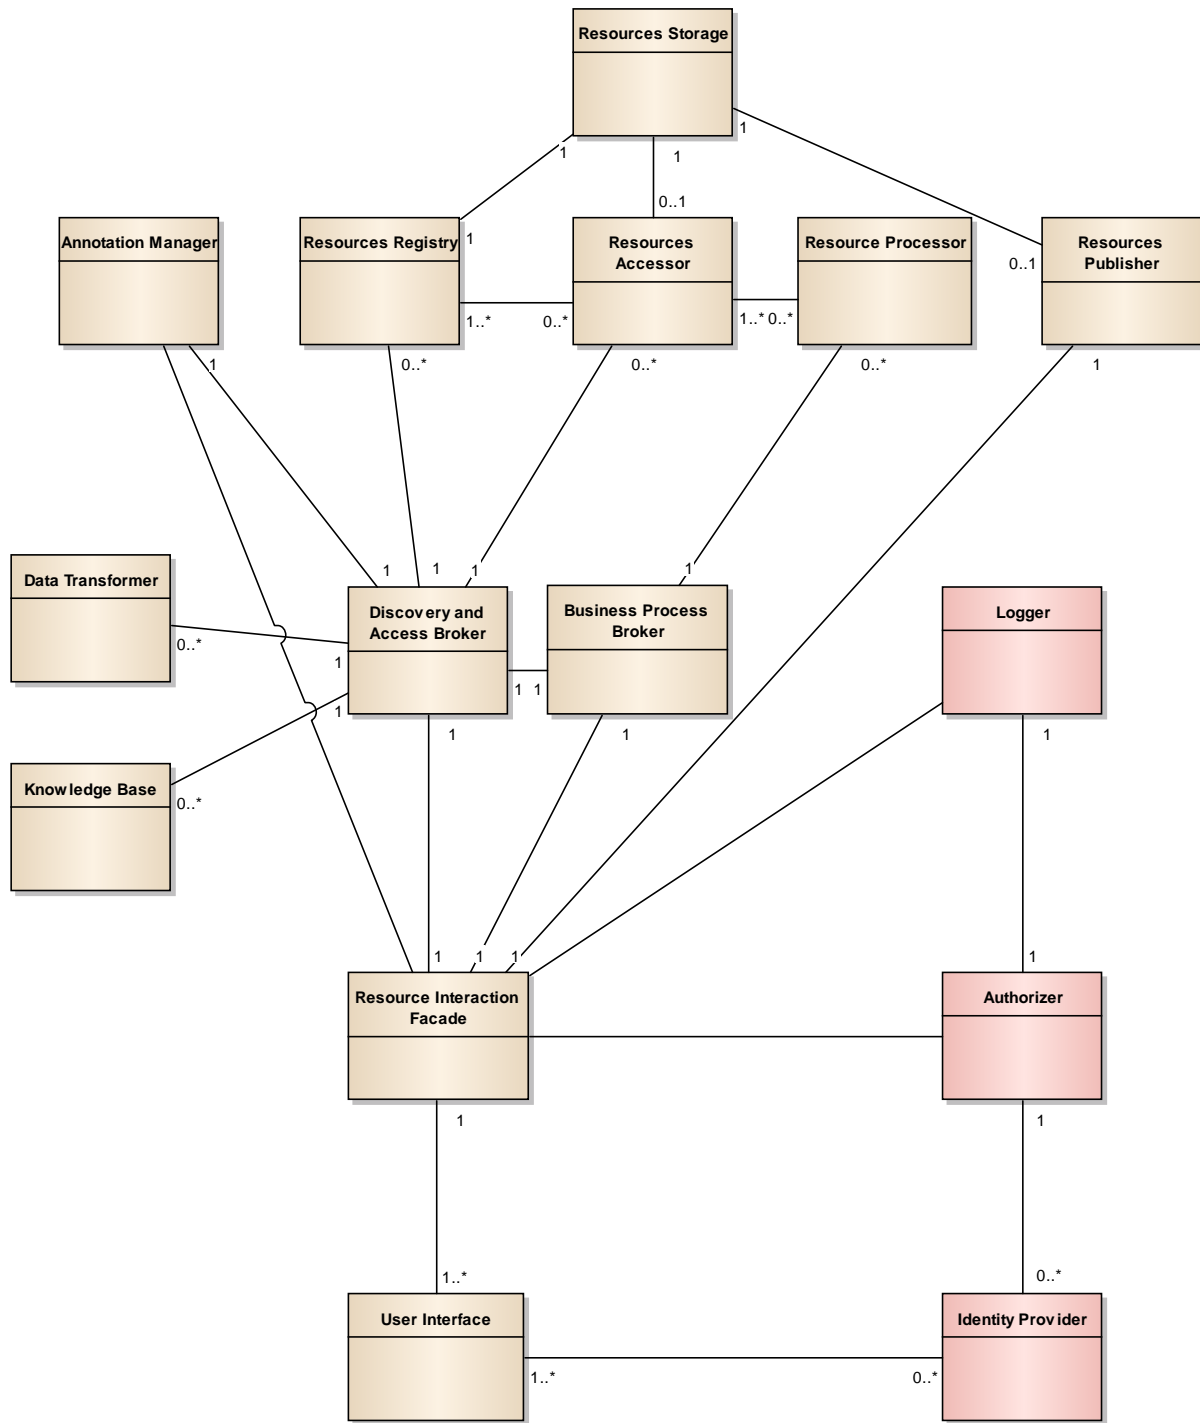 Resources Storage
1
1
1
0..1
Annotation Manager
Resources Registry
1
Resources
Accessor
Resource Processor
Resources
Publisher
0..1
1..*
0..*
1..*
0..*
1
0..*
0..*
0..*
1
1
1
1
1
Data Transformer
0..*
Discovery and
Access Broker
Business Process
Broker
Logger
1
1
1
1
1
1
1
Knowledge Base
0..*
1
1
1
1
Resource Interaction
Facade
Authorizer
1
1
1..*
0..*
User Interface
Identity Provider
1..*
0..*